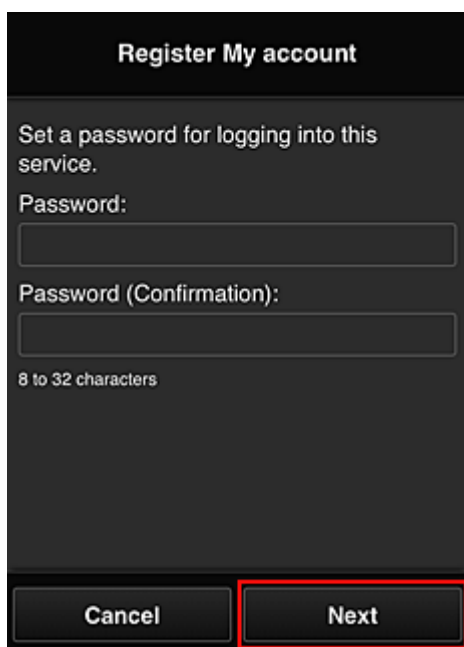 Register My account
Set a password for logging into this
service.
Password:
Password (Confirmation):
8 to 32 characters
Cancel
Next